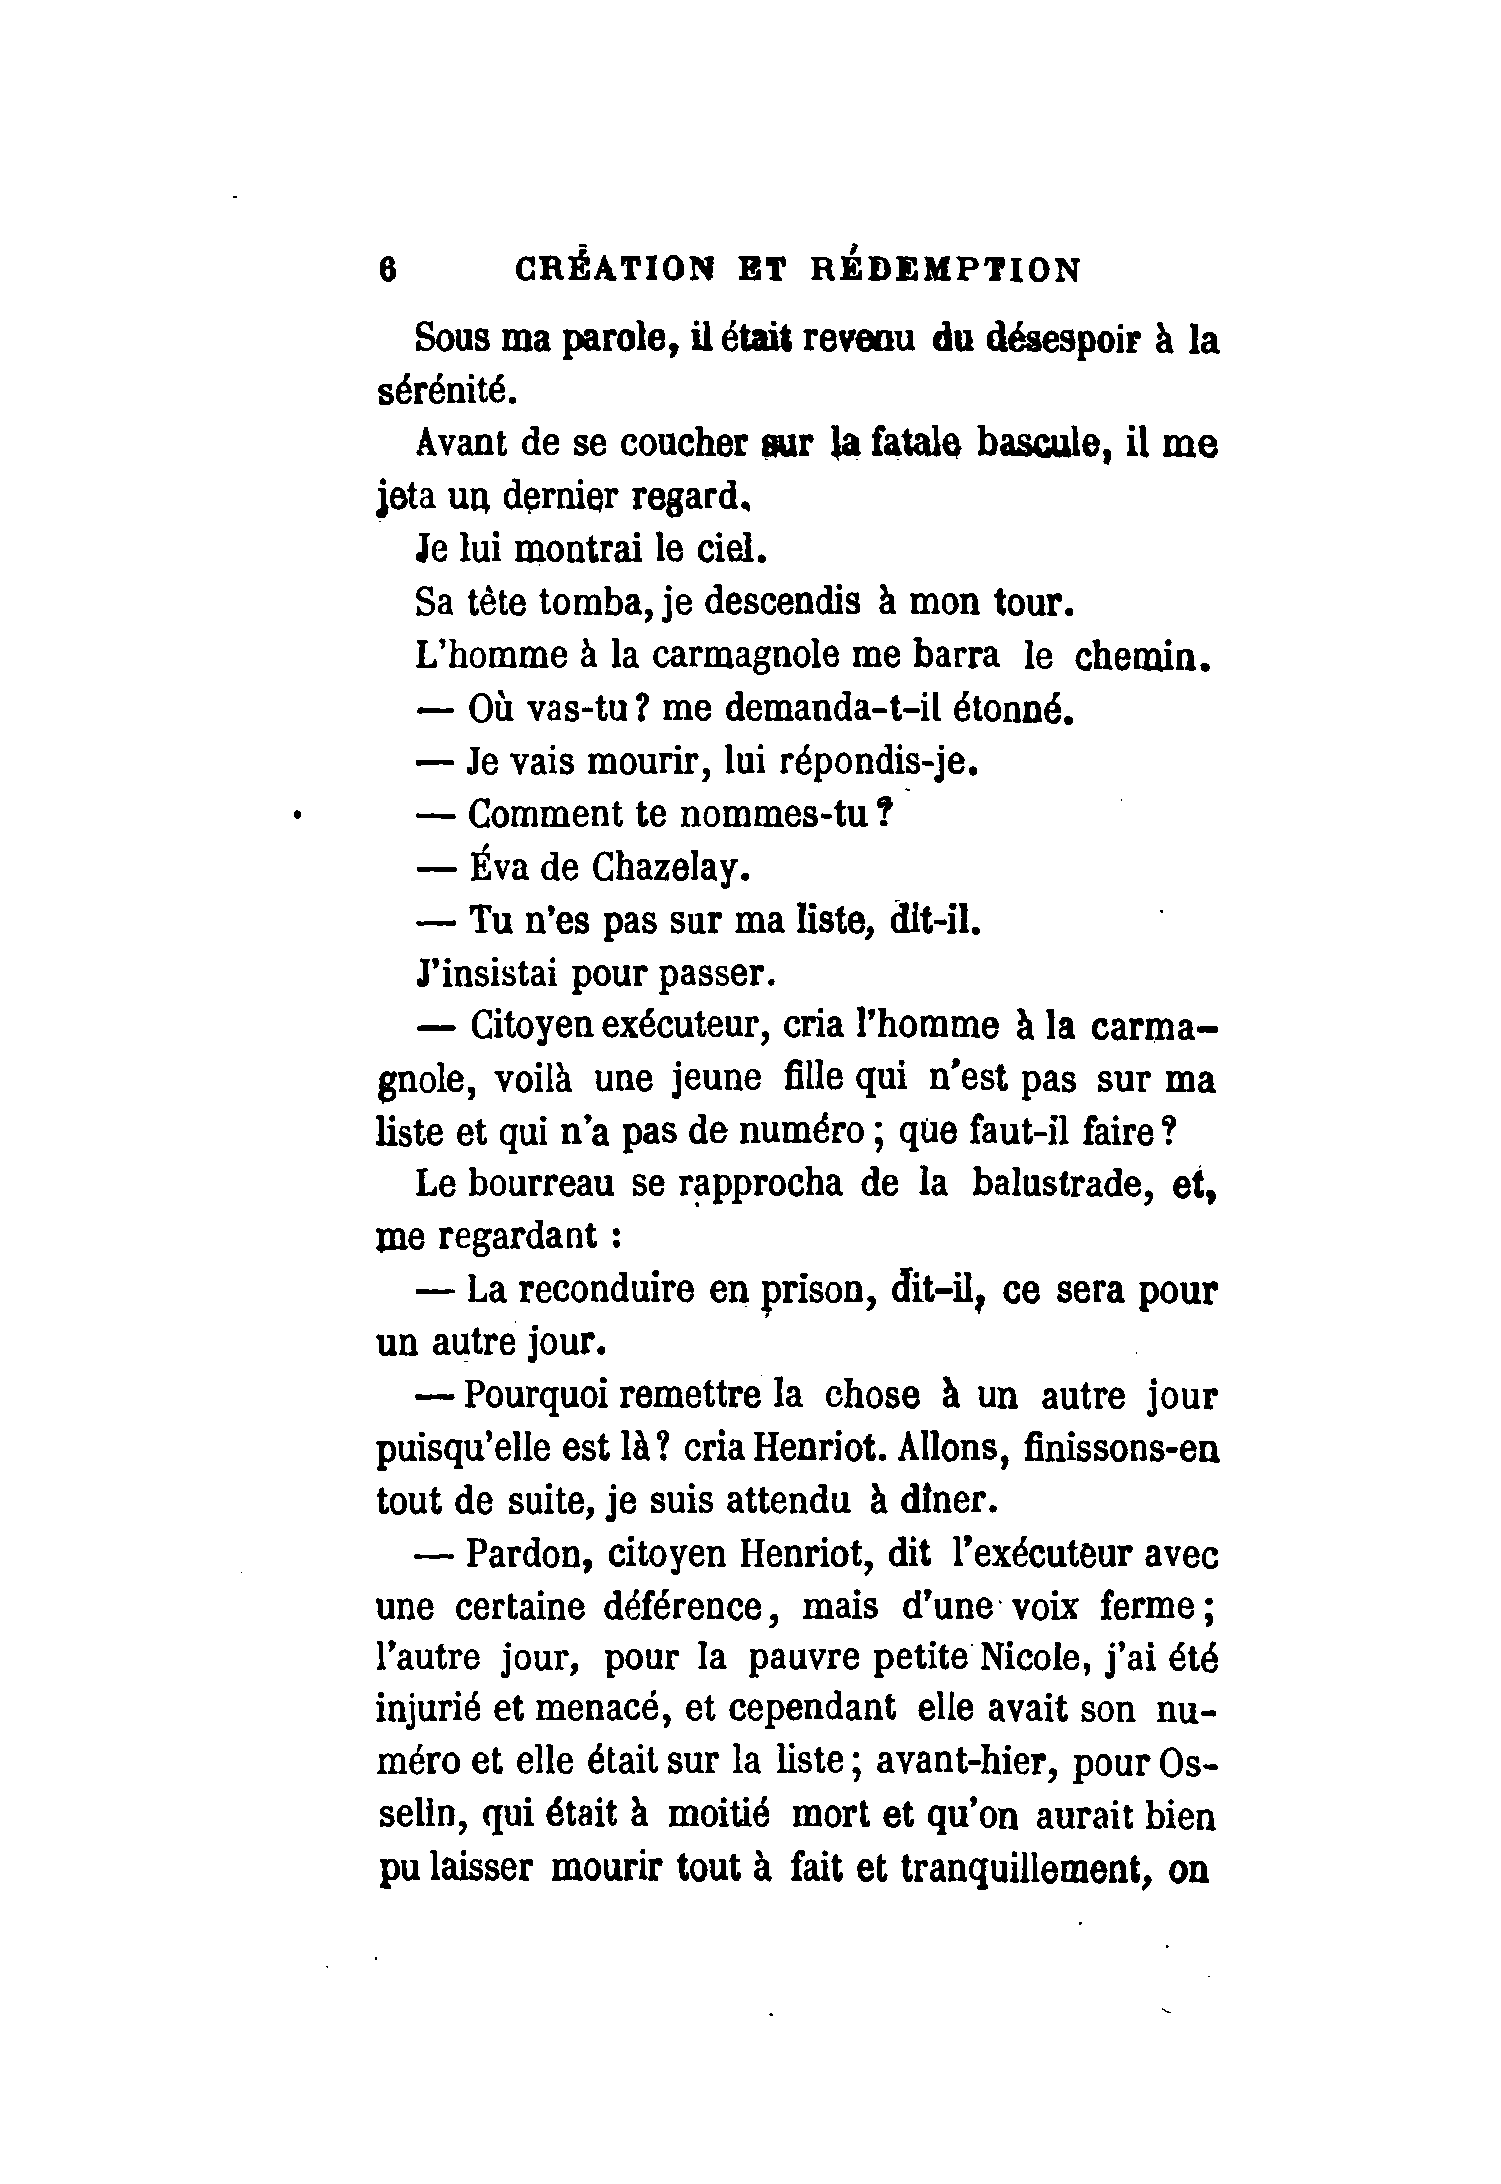 6 CRÉATION ET RÉDEMPTION
Sous ma parole, il était revenu du désespoir à la
sérénité.
Avant de se coucher sur la fatale bascule, il me
jeta un dernier regard.
Je lui montrai le ciel.
Sa tête tomba, je descendis à mon tour.
L'homme à la carmagnole me barra le chemin.
— Où vas-tu? me demanda-t-il étonné.
— Je vais mourir, lui répondis-je.
— Comment te nommes-tu?
— Éva de Chazelay.
— Tu n'es pas sur ma liste, dit-il.
J'insistai pour passer.
— Citoyen exécuteur, cria l'homme à la carma-
gnole, voilà une jeune fille qui n'est pas sur ma
liste et qui n'a pas de numéro; que faut-il faire?
Le bourreau se rapprocha de la balustrade, et,
me regardant :
— La reconduire en prison, dit-il, ce sera pour
un autre jour.
— Pourquoi remettre la chose à un autre jour
puisqu'elle est là? cria Henriot. Allons, finissons-en
tout de suite, je suis attendu à dîner.
— Pardon, citoyen Henriot, dit l'exécuteur avec
une certaine déférence, mais d'une voix ferme;
l'autre jour, pour la pauvre petite Nicole, j'ai été
injurié et menacé, et cependant elle avait son nu-
méro et elle était sur la liste; avant-hier, pour Os-
selin, qui était à moitié mort et qu'on aurait bien
pu laisser mourir tout à fait et tranquillement, on